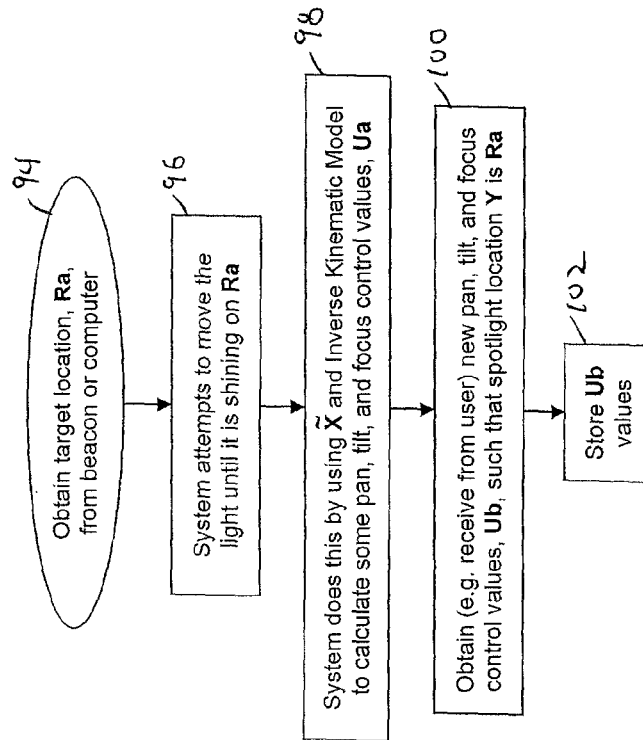 94
Obtain target location, Ra,
from beacon or computer
96
System attempts to move the
light until it is shining on Ra
98
System does this by using X̃ and Inverse Kinematic Model
to calculate some pan, tilt, and focus control values, Ua
100
Obtain (e.g. receive from user) new pan, tilt, and focus
control values, Ub, such that spotlight location Y is Ra
102
Store Ub
values